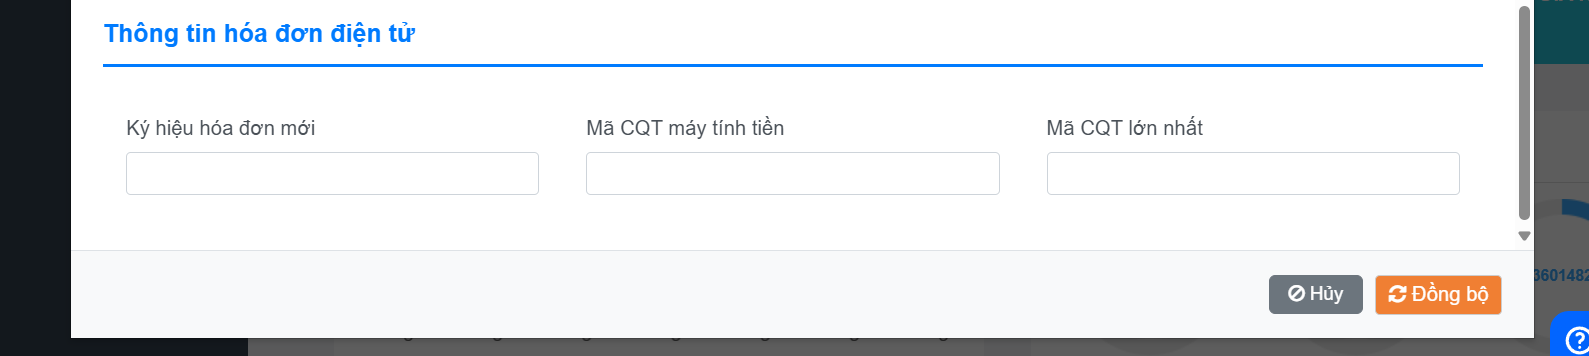 Thông tin hóa đơn điện tử
Ký hiệu hóa đơn mới
Mã CQT máy tính tiền
Mã CQT lớn nhất
Hủy
Đồng bộ